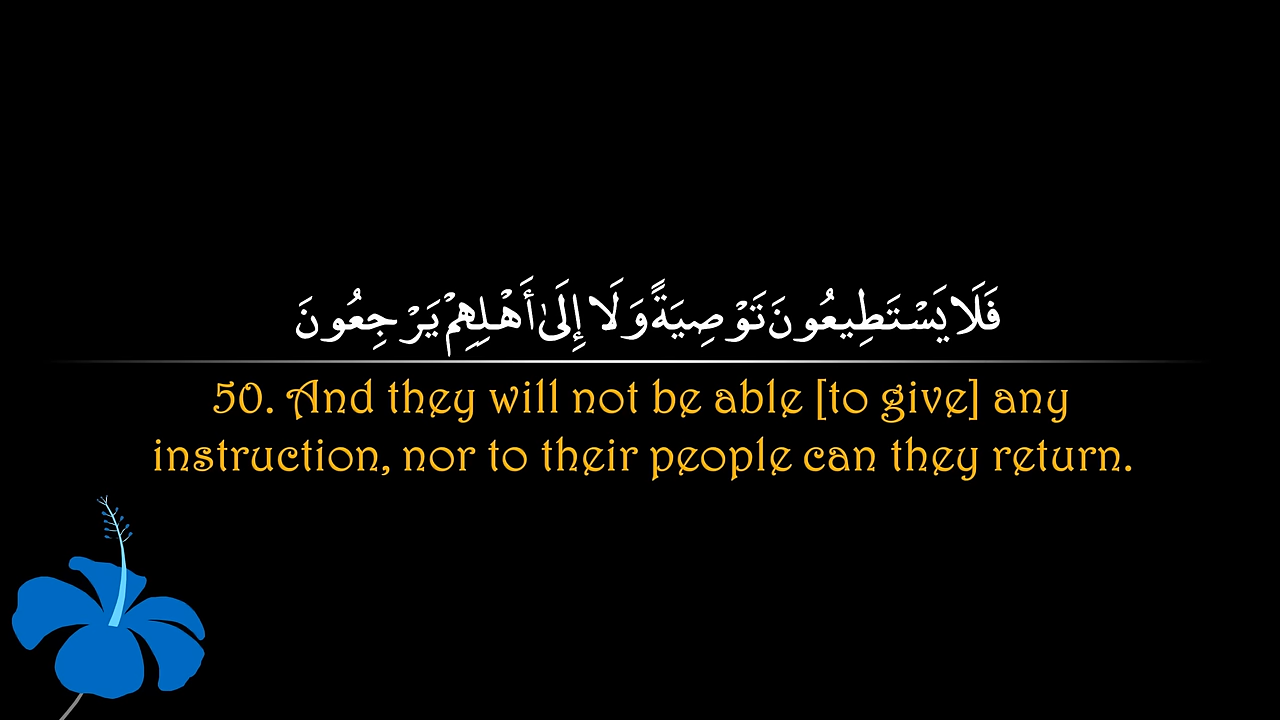 فَلَا يَسْتَطِيعُونَ تَوْصِيَةً وَلَا إِلَىٰ أَهْلِهِمْ يَرْجِعُونَ
50. And they will not be able [to give] any
instruction, nor to their people can they return.